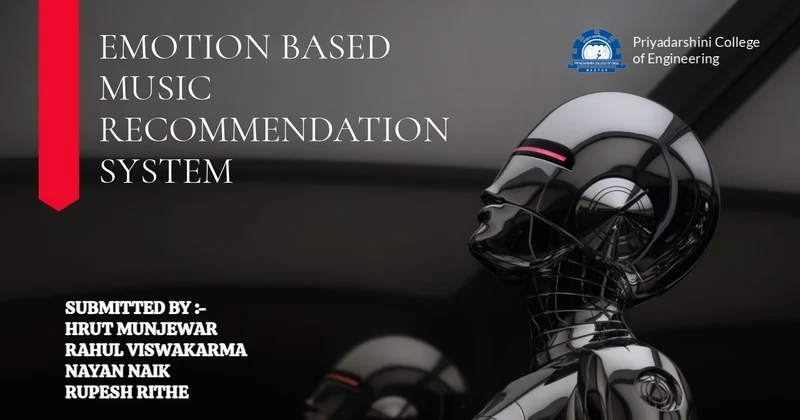 EMOTION BASED
MUSIC
RECOMMENDATION
SYSTEM
Priyadarshini College
of Engineering
SUBMITTED BY :-
HRUT MUNJEWAR
RAHUL VISWAKARMA
NAYAN NAIK
RUPESH RITHE